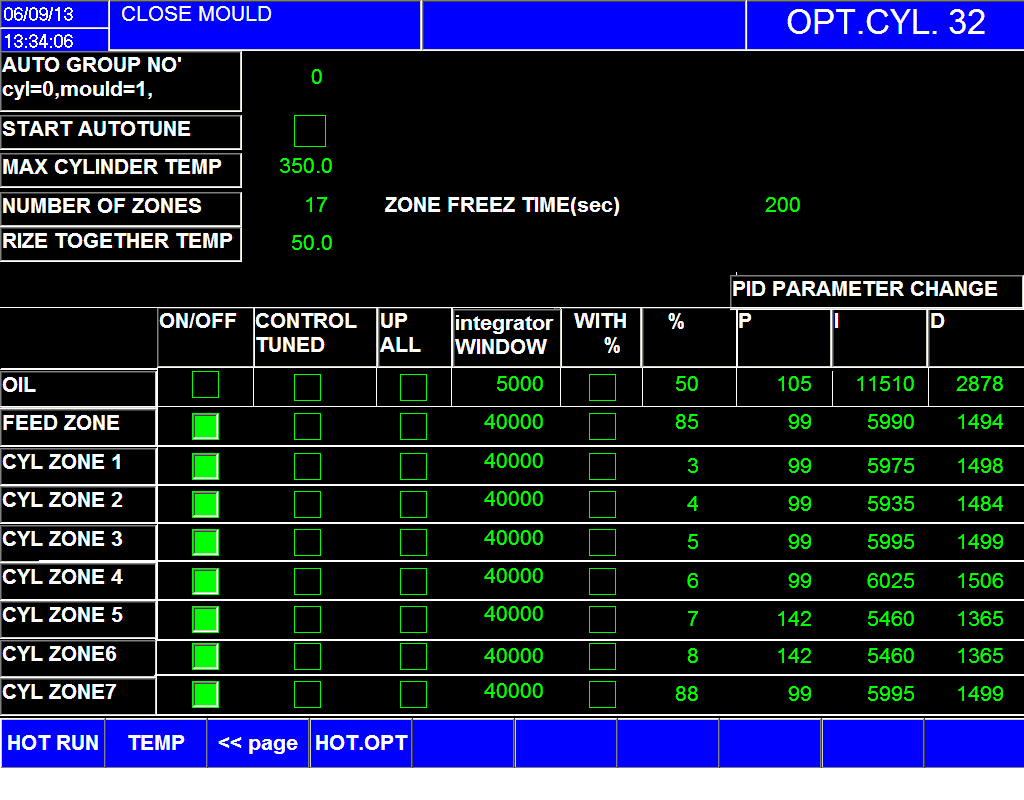 06/09/13 CLOSE MOULD OPT.CYL. 32
13:34:06
AUTO GROUP NO' 0
cyl=0,mould=1,
START AUTOTUNE
MAX CYLINDER TEMP 350.0
NUMBER OF ZONES 17 ZONE FREEZ TIME(sec) 200
RIZE TOGETHER TEMP 50.0
PID PARAMETER CHANGE
ON/OFF CONTROL UP integrator WITH % P I D
TUNED ALL WINDOW %
OIL 5000 50 105 11510 2878
FEED ZONE 40000 85 99 5990 1494
CYL ZONE 1 40000 3 99 5975 1498
CYL ZONE 2 40000 4 99 5935 1484
CYL ZONE 3 40000 5 99 5995 1499
CYL ZONE 4 40000 6 99 6025 1506
CYL ZONE 5 40000 7 142 5460 1365
CYL ZONE6 40000 8 142 5460 1365
CYL ZONE7 40000 88 99 5995 1499
HOT RUN TEMP << page HOT.OPT